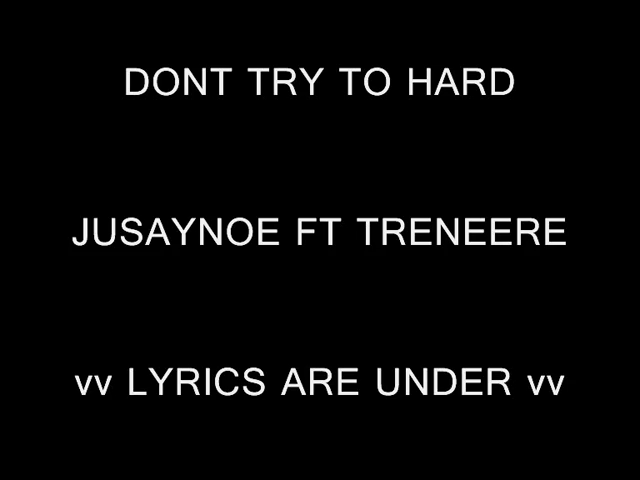 DONT TRY TO HARD
JUSAYNOE FT TRENEERE
vv LYRICS ARE UNDER vv